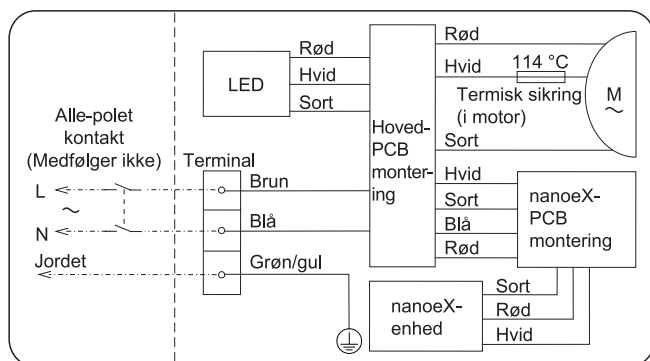 Rød
Hvid
Sort
LED
Rød
Hvid
114 °C
Termisk sikring
(i motor)
M
Sort
Hoved-
PCB
monter-
ing
Alle-polet
kontakt
(Medfølger ikke)
Terminal
L
N
Jordet
Brun
Blå
Grøn/gul
Hvid
Sort
Blå
Rød
nanoeX-
PCB
montering
nanoeX-
enhed
Sort
Rød
Hvid